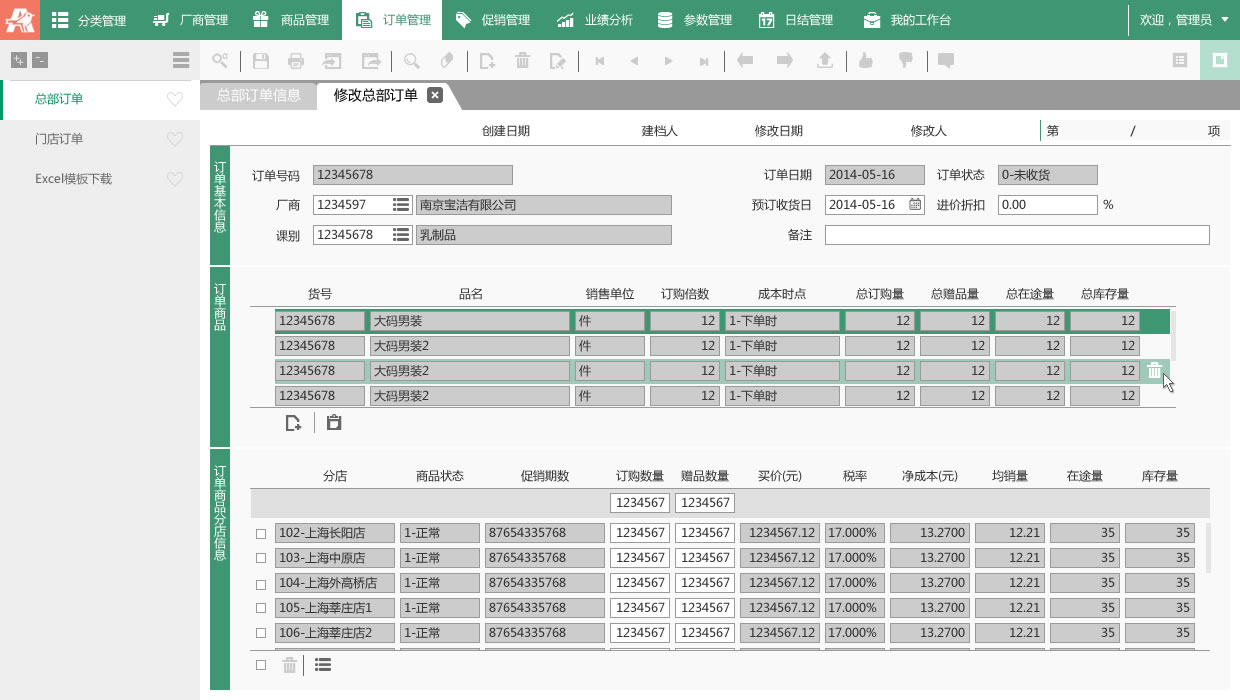 分类管理 厂商管理 商品管理 订单管理 促销管理 业绩分析 参数管理 日结管理 我的工作台 欢迎，管理员
总部订单
门店订单
Excel模板下载
总部订单信息 修改总部订单
创建日期 建档人 修改日期 修改人 第 / 项
订单基本信息
订单号码 12345678 订单日期 2014-05-16 订单状态 0-未收货
厂商 1234597 南京宝洁有限公司 预订收货日 2014-05-16 进价折扣 0.00 %
课别 12345678 乳制品 备注
订单商品
货号 品名 销售单位 订购倍数 成本时点 总订购量 总赠品量 总在途量 总库存量
12345678 大码男装 件 12 1-下单时 12 12 12 12
12345678 大码男装2 件 12 1-下单时 12 12 12 12
12345678 大码男装2 件 12 1-下单时 12 12 12 12
12345678 大码男装2 件 12 1-下单时 12 12 12 12
订单商品分店信息
分店 商品状态 促销期数 订购数量 赠品数量 买价(元) 税率 净成本(元) 均销量 在途量 库存量
1234567 1234567
102-上海长阳店 1-正常 87654335768 1234567 1234567 1234567.12 17.000% 13.2700 12.21 35 35
103-上海中原店 1-正常 87654335768 1234567 1234567 1234567.12 17.000% 13.2700 12.21 35 35
104-上海外高桥店 1-正常 87654335768 1234567 1234567 1234567.12 17.000% 13.2700 12.21 35 35
105-上海莘庄店1 1-正常 87654335768 1234567 1234567 1234567.12 17.000% 13.2700 12.21 35 35
106-上海莘庄店2 1-正常 87654335768 1234567 1234567 1234567.12 17.000% 13.2700 12.21 35 35